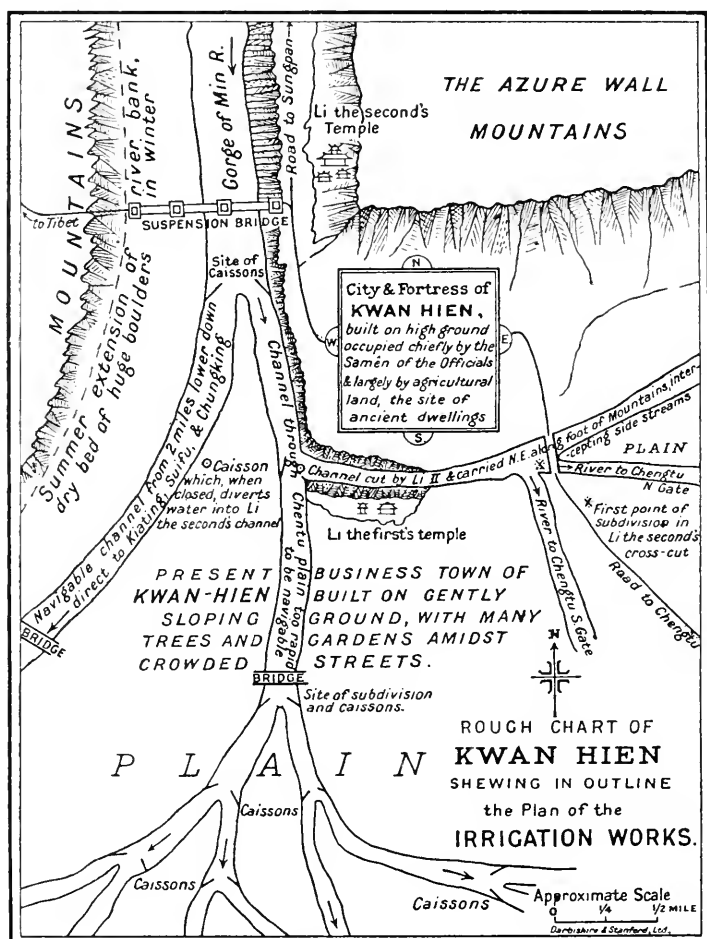 MOUNTAINS
river bank,
in winter
Gorge of Min R.
Road to Sungpan
Li the second's
Temple
THE AZURE WALL
MOUNTAINS
to Tibet
SUSPENSION BRIDGE
Summer extension of
dry bed of huge boulders
Site of
Caissons
N
W
E
S
City & Fortress of
KWAN HIEN,
built on high ground
occupied chiefly by the
Samên of the Officials
& largely by agricultural
land, the site of
ancient dwellings
Navigable channel from 2 miles lower down
direct to Kiating, Suifu, & Chungking
Channel through Chentu plain too rapid
to be navigable
Caisson
which, when
closed, diverts
water into Li
the second's channel
Channel cut by Li II & carried N.E. along foot of Mountains, inter-
cepting side streams
PLAIN
River to Chengtu
N Gate
* First point of
subdivision in
Li the second's
cross-cut
Li the first's temple
River to Chengtu S. Gate
Road to Chengtu
PRESENT BUSINESS TOWN OF
KWAN-HIEN BUILT ON GENTLY
SLOPING GROUND, WITH MANY
TREES AND GARDENS AMIDST
CROWDED STREETS.
BRIDGE
BRIDGE
Site of subdivision
and caissons.
N
PLAIN
Caissons
Caissons
Caissons
ROUGH CHART OF
KWAN HIEN
SHEWING IN OUTLINE
the Plan of the
IRRIGATION WORKS.
Approximate Scale
0 1/4 1/2 MILE
Darbishire & Stanford, Ltd.